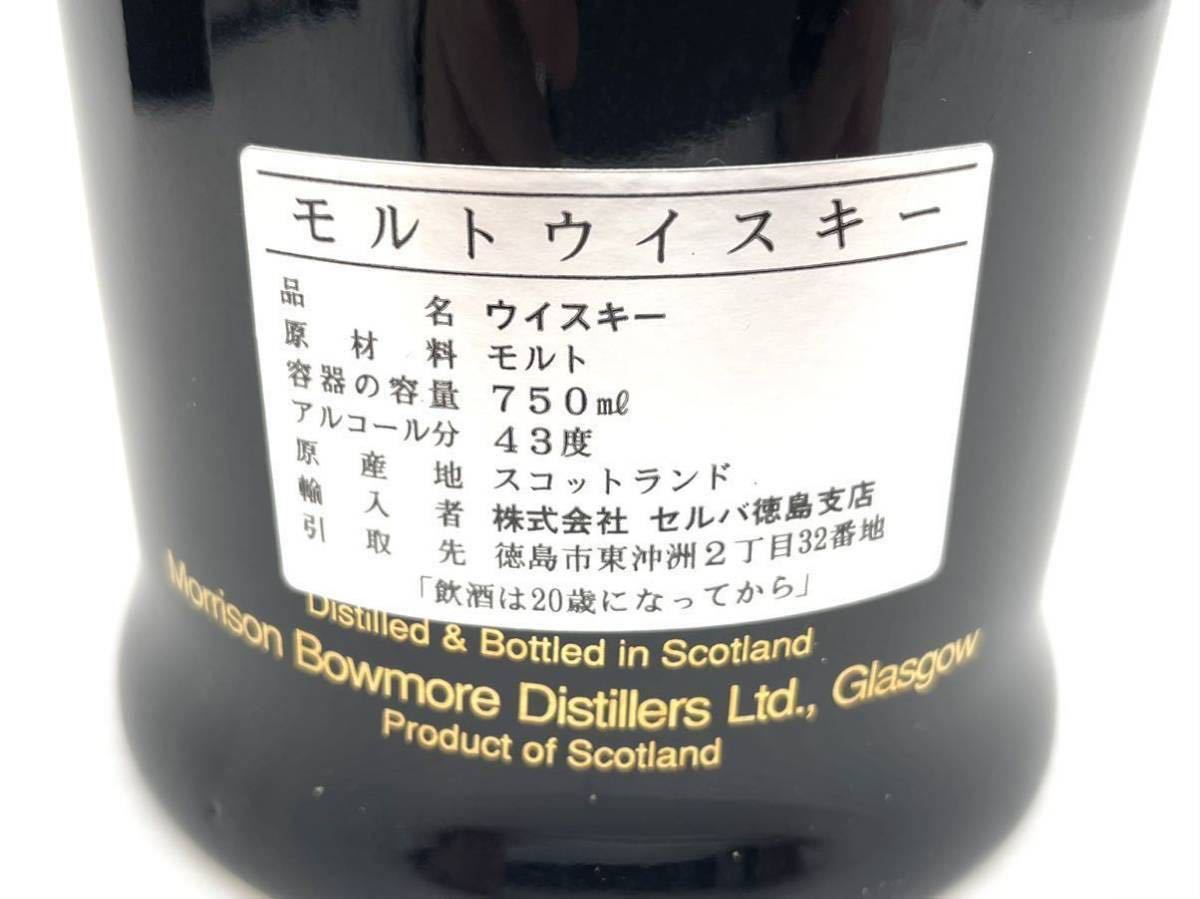 モルトウイスキー
品名 ウイスキー
原材料 モルト
容器の容量 750㎖
アルコール分 43度
原産地 スコットランド
輸入者 株式会社 セルバ徳島支店
引取先 徳島市東沖洲2丁目32番地
「飲酒は20歳になってから」
Distilled & Bottled in Scotland
Morrison Bowmore Distillers Ltd., Glasgow
Product of Scotland